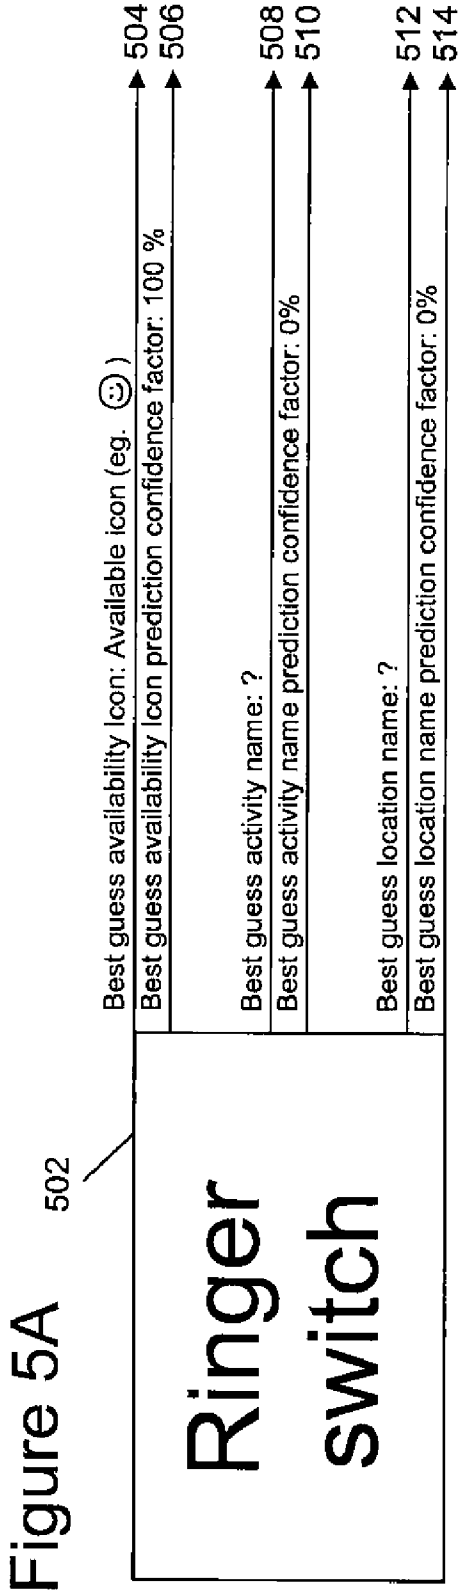 Figure 5A
502
Ringer
switch
Best guess availability Icon: Available icon (eg. ☺)
504
Best guess availability Icon prediction confidence factor: 100 %
506
Best guess activity name: ?
508
Best guess activity name prediction confidence factor: 0%
510
Best guess location name: ?
512
Best guess location name prediction confidence factor: 0%
514